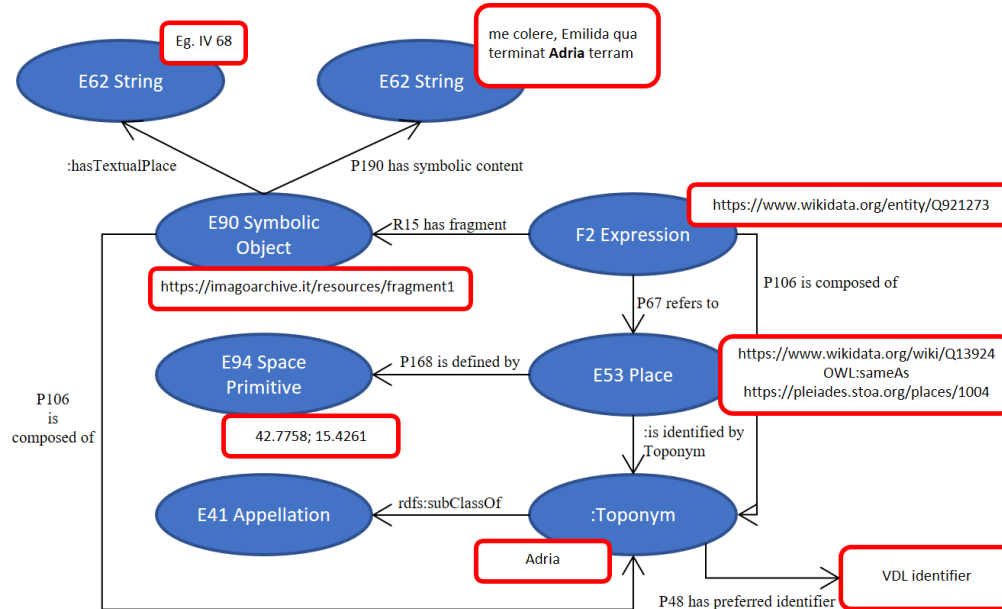 Eg. IV 68
me colere, Emilida qua
terminat Adria terram
E62 String
E62 String
:hasTextualPlace
P190 has symbolic content
https://www.wikidata.org/entity/Q921273
E90 Symbolic
Object
R15 has fragment
F2 Expression
https://imagoarchive.it/resources/fragment1
P106 is composed of
P67 refers to
E94 Space
Primitive
P168 is defined by
E53 Place
https://www.wikidata.org/wiki/Q13924
OWL:sameAs
https://pleiades.stoa.org/places/1004
P106
is
composed of
42.7758; 15.4261
:is identified by
Toponym
E41 Appellation
rdfs:subClassOf
:Toponym
Adria
VDL identifier
P48 has preferred identifier